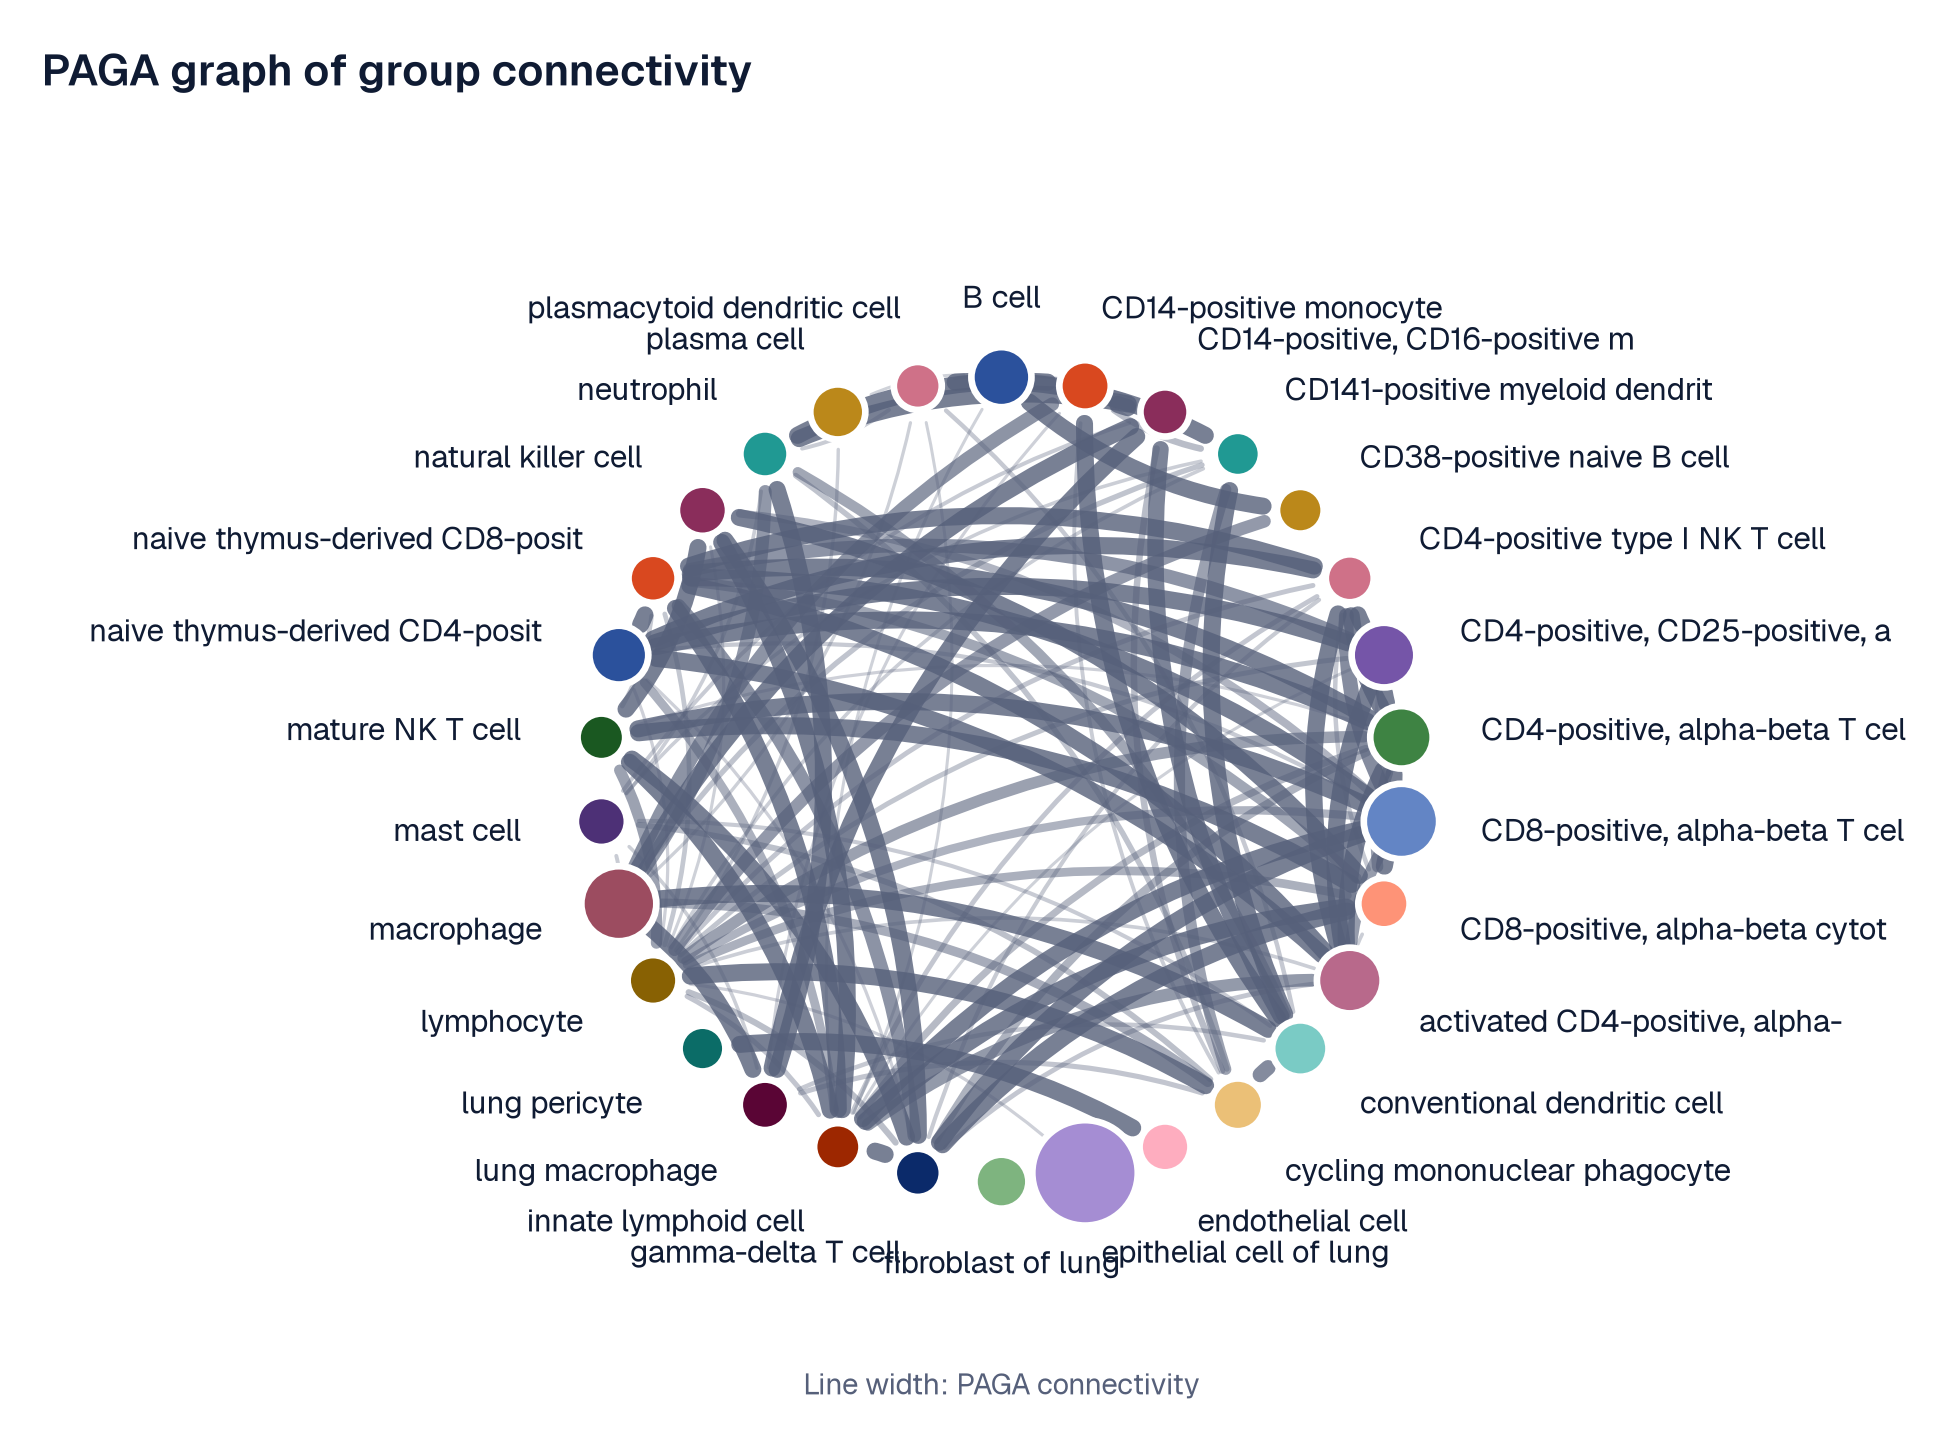 PAGA graph of group connectivity
B cell
plasmacytoid dendritic cell
CD14-positive monocyte
plasma cell
CD14-positive, CD16-positive m
neutrophil
CD141-positive myeloid dendrit
natural killer cell
CD38-positive naive B cell
naive thymus-derived CD8-posit
CD4-positive type I NK T cell
naive thymus-derived CD4-posit
CD4-positive, CD25-positive, a
mature NK T cell
CD4-positive, alpha-beta T cel
mast cell
CD8-positive, alpha-beta T cel
macrophage
CD8-positive, alpha-beta cytot
lymphocyte
activated CD4-positive, alpha-
lung pericyte
conventional dendritic cell
lung macrophage
cycling mononuclear phagocyte
innate lymphoid cell
endothelial cell
gamma-delta T cell
fibroblast of lung
epithelial cell of lung
Line width: PAGA connectivity